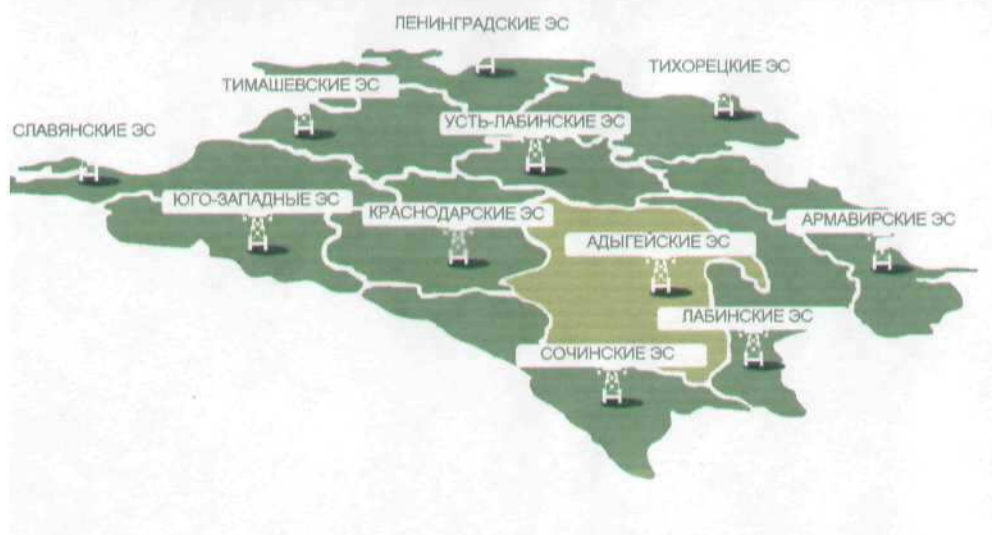 ЛЕНИНГРАДСКИЕ ЭС
ТИХОРЕЦКИЕ ЭС
ТИМАШЕВСКИЕ ЭС
УСТЬ-ЛАБИНСКИЕ ЭС
СЛАВЯНСКИЕ ЭС
ЮГО-ЗАПАДНЫЕ ЭС
КРАСНОДАРСКИЕ ЭС
АРМАВИРСКИЕ ЭС
АДЫГЕЙСКИЕ ЭС
ЛАБИНСКИЕ ЭС
СОЧИНСКИЕ ЭС